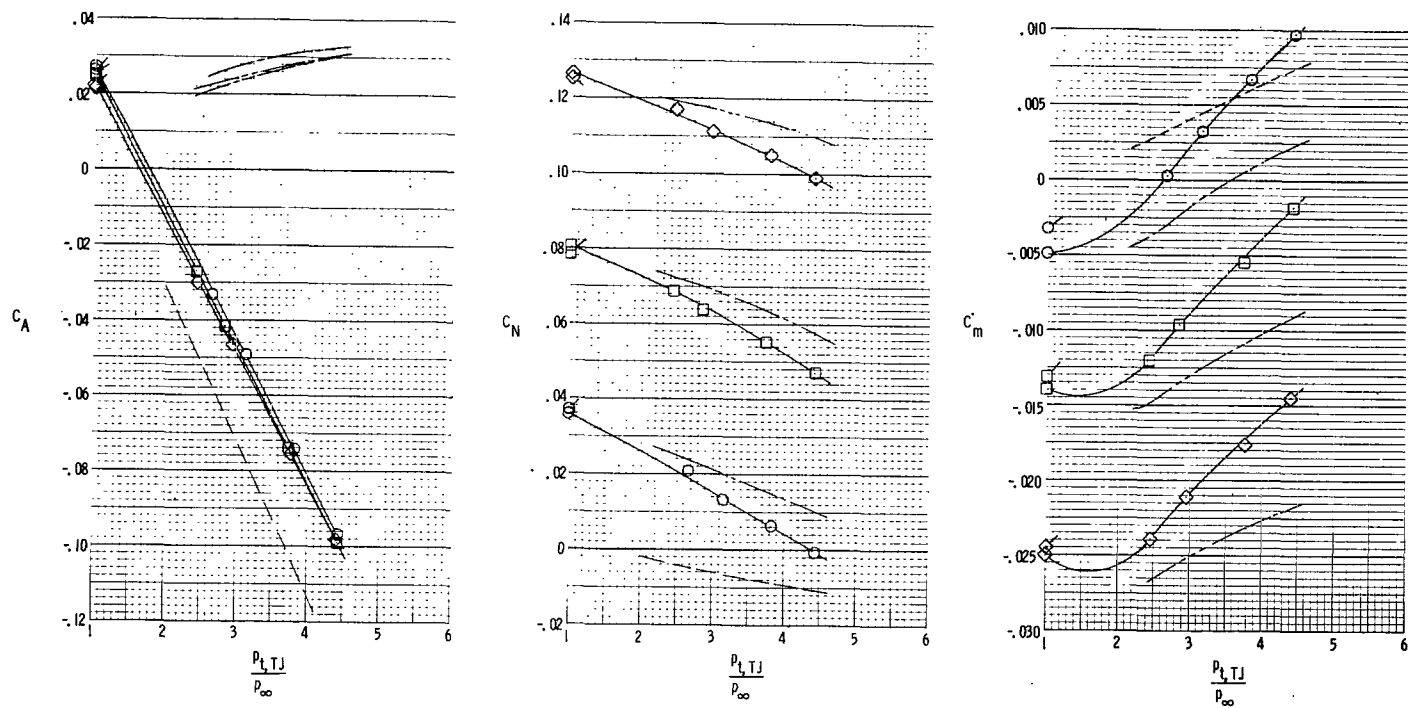 .04
.02
0
-.02
-.04
-.06
-.08
-.10
-.12
C_A
1 2 3 4 5 6
p_t,TJ
p_∞
.14
.12
.10
.08
.06
.04
.02
0
-.02
C_N
1 2 3 4 5 6
p_t,TJ
p_∞
.010
.005
0
-.005
-.010
-.015
-.020
-.025
-.030
C_m
1 2 3 4 5 6
p_t,TJ
p_∞